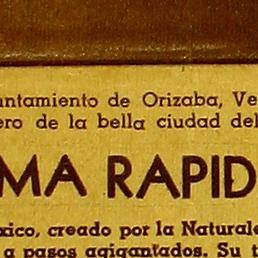 untamiento de Orizaba, Ve
ero de la bella ciudad del
MA RAPID
xico, creado por la Naturale
a pasos agigantados. Su t